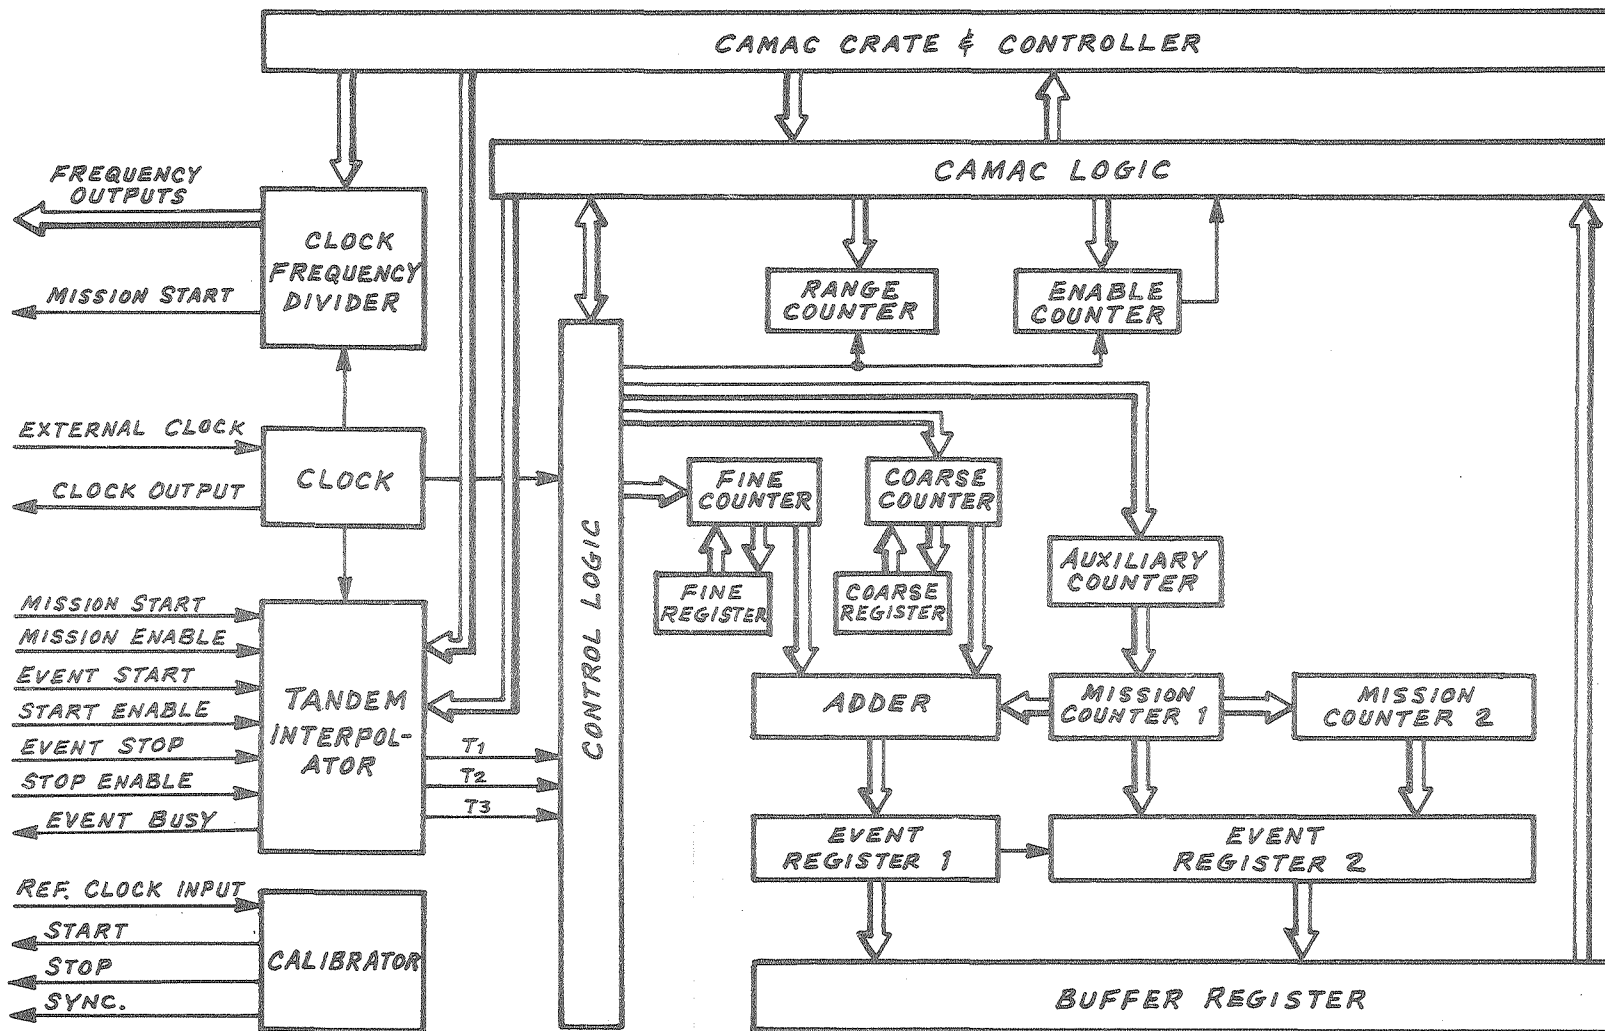 CAMAC CRATE & CONTROLLER
CAMAC LOGIC
FREQUENCY
OUTPUTS
MISSION START
CLOCK
FREQUENCY
DIVIDER
RANGE
COUNTER
ENABLE
COUNTER
EXTERNAL CLOCK
CLOCK OUTPUT
CLOCK
CONTROL LOGIC
FINE
COUNTER
COARSE
COUNTER
FINE
REGISTER
COARSE
REGISTER
AUXILIARY
COUNTER
MISSION START
MISSION ENABLE
EVENT START
START ENABLE
EVENT STOP
STOP ENABLE
EVENT BUSY
TANDEM
INTERPOL-
ATOR
T1
T2
T3
ADDER
MISSION
COUNTER 1
MISSION
COUNTER 2
EVENT
REGISTER 1
EVENT
REGISTER 2
REF. CLOCK INPUT
START
STOP
SYNC.
CALIBRATOR
BUFFER REGISTER